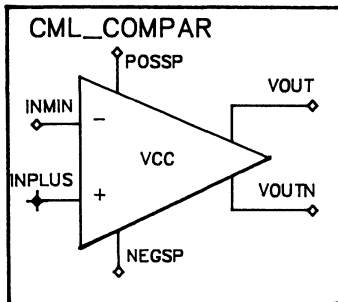 CML_COMPAR
POSSP
VOUT
INMIN
−
VCC
INPLUS
+
VOUTN
NEGSP